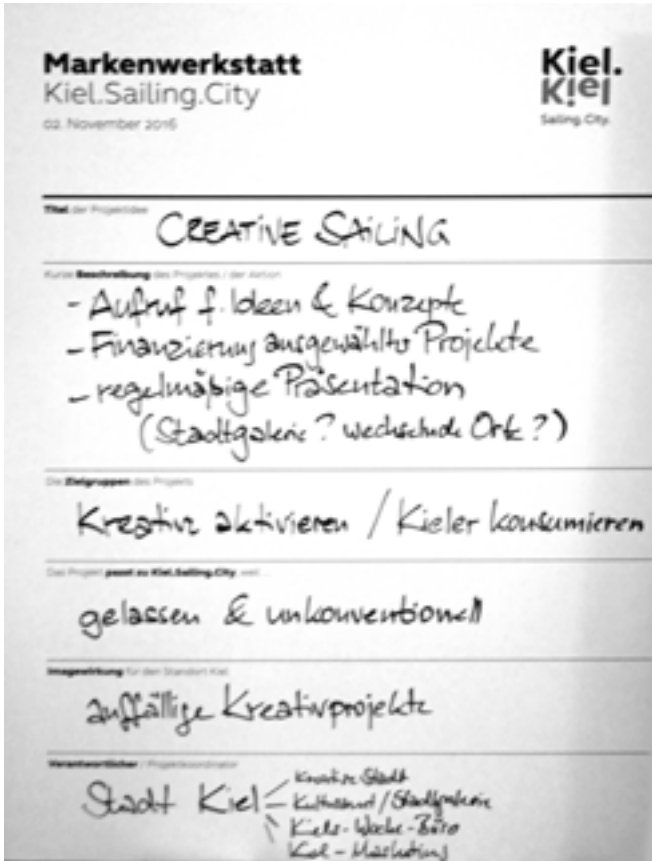 Markenwerkstatt
Kiel.Sailing.City
02. November 2016
Kiel.
Kiel
Sailing.City.
Titel der Projektidee
CREATIVE SAILING
Kurze Beschreibung des Projektes / der Aktion
- Aufruf f. Ideen & Konzepte
- Finanzierung ausgewählter Projekte
- regelmäßige Präsentation
(Stadtgalerie? wechselnde Orte?)
Die Zielgruppen des Projekts
Kreative aktivieren / Kieler konsumieren
Das Projekt passt zu Kiel.Sailing.City, weil ...
gelassen & unkonventionell
Imagewirkung für den Standort Kiel
auffällige Kreativprojekte
Verantwortlicher / Projektkoordinator
Stadt Kiel
Kreative Stadt
- Kulturamt / Stadtgalerie
Kieler-Woche-Büro
Kiel-Marketing